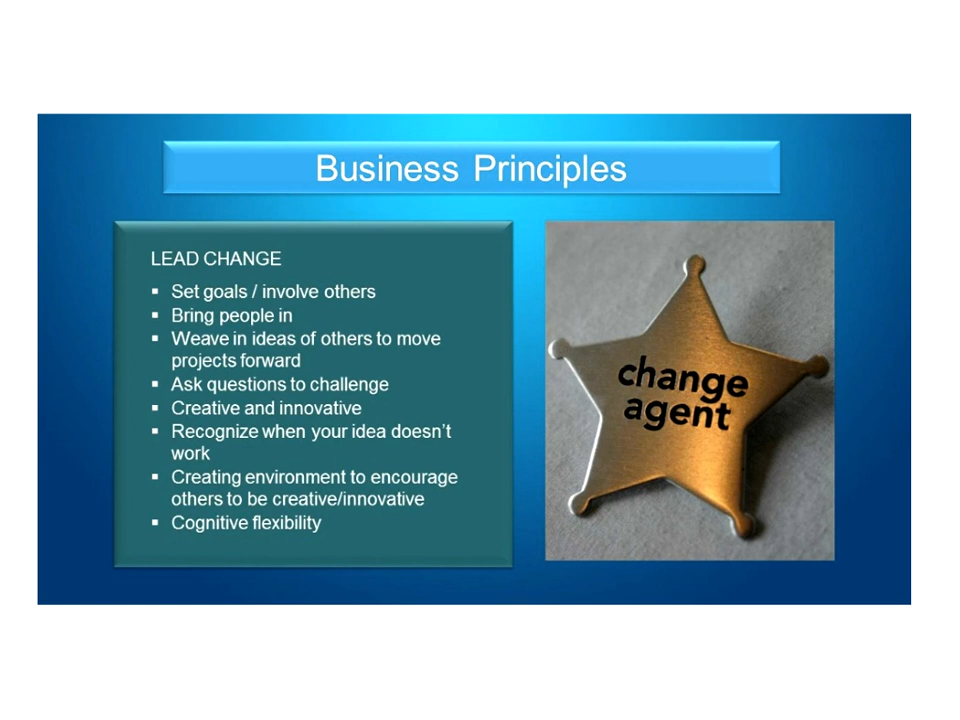 Business Principles
LEAD CHANGE
▪ Set goals / involve others
▪ Bring people in
▪ Weave in ideas of others to move
projects forward
▪ Ask questions to challenge
▪ Creative and innovative
▪ Recognize when your idea doesn't
work
▪ Creating environment to encourage
others to be creative/innovative
▪ Cognitive flexibility
change
agent